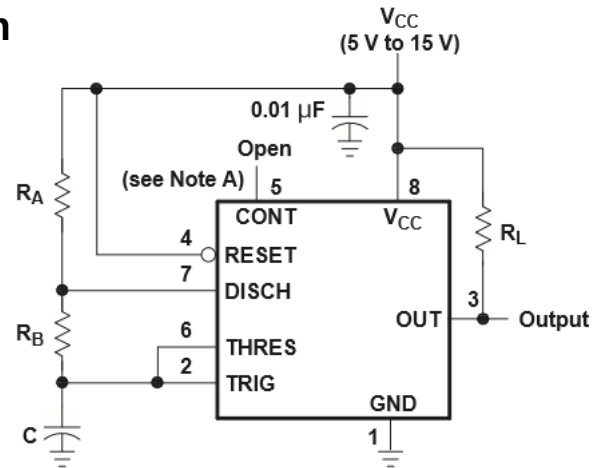 n
VCC
(5 V to 15 V)
0.01 µF
Open
(see Note A)
5
8
CONT
VCC
RA
4
RESET
RL
7
DISCH
3
OUT
Output
RB
6
THRES
2
TRIG
GND
C
1